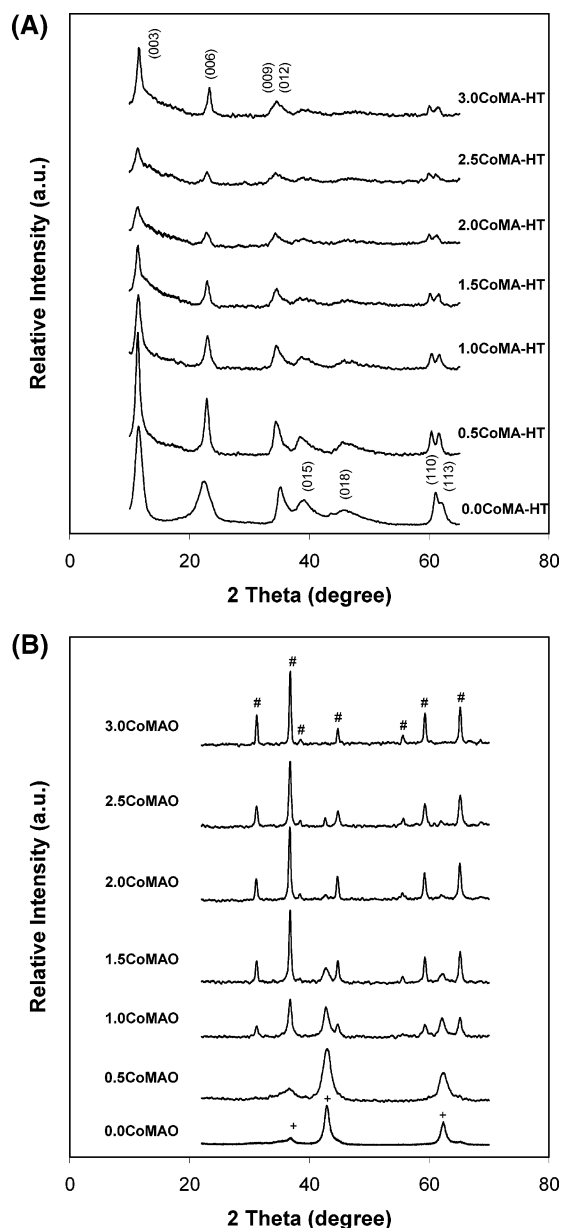 (A)
(003)
(006)
(009)
(012)
3.0CoMA-HT
2.5CoMA-HT
2.0CoMA-HT
1.5CoMA-HT
1.0CoMA-HT
0.5CoMA-HT
(015)
(018)
(110)
(113)
0.0CoMA-HT
Relative Intensity (a.u.)
0 20 40 60 80
2 Theta (degree)
(B)
# # # # # # #
3.0CoMAO
2.5CoMAO
2.0CoMAO
1.5CoMAO
1.0CoMAO
0.5CoMAO
+ + +
0.0CoMAO
Relative Intensity (a.u.)
0 20 40 60 80
2 Theta (degree)